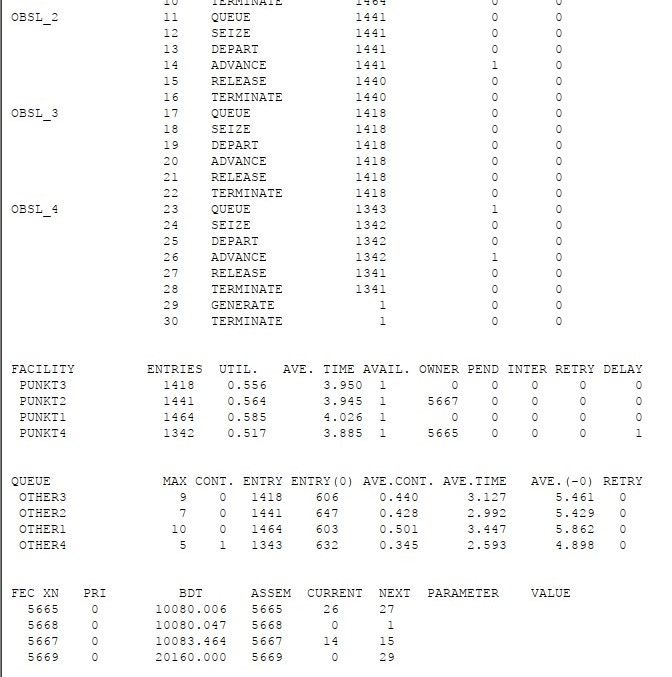 10 TERMINATE 1464 0 0
OBSL_2 11 QUEUE 1441 0 0
12 SEIZE 1441 0 0
13 DEPART 1441 0 0
14 ADVANCE 1441 1 0
15 RELEASE 1440 0 0
16 TERMINATE 1440 0 0
OBSL_3 17 QUEUE 1418 0 0
18 SEIZE 1418 0 0
19 DEPART 1418 0 0
20 ADVANCE 1418 0 0
21 RELEASE 1418 0 0
22 TERMINATE 1418 0 0
OBSL_4 23 QUEUE 1343 1 0
24 SEIZE 1342 0 0
25 DEPART 1342 0 0
26 ADVANCE 1342 1 0
27 RELEASE 1341 0 0
28 TERMINATE 1341 0 0
29 GENERATE 1 0 0
30 TERMINATE 1 0 0
FACILITY ENTRIES UTIL. AVE. TIME AVAIL. OWNER PEND INTER RETRY DELAY
PUNKT3 1418 0.556 3.950 1 0 0 0 0 0
PUNKT2 1441 0.564 3.945 1 5667 0 0 0 0
PUNKT1 1464 0.585 4.026 1 0 0 0 0 0
PUNKT4 1342 0.517 3.885 1 5665 0 0 0 1
QUEUE MAX CONT. ENTRY ENTRY(0) AVE.CONT. AVE.TIME AVE.(-0) RETRY
OTHER3 9 0 1418 606 0.440 3.127 5.461 0
OTHER2 7 0 1441 647 0.428 2.992 5.429 0
OTHER1 10 0 1464 603 0.501 3.447 5.862 0
OTHER4 5 1 1343 632 0.345 2.593 4.898 0
FEC XN PRI BDT ASSEM CURRENT NEXT PARAMETER VALUE
5665 0 10080.006 5665 26 27
5668 0 10080.047 5668 0 1
5667 0 10083.464 5667 14 15
5669 0 20160.000 5669 0 29